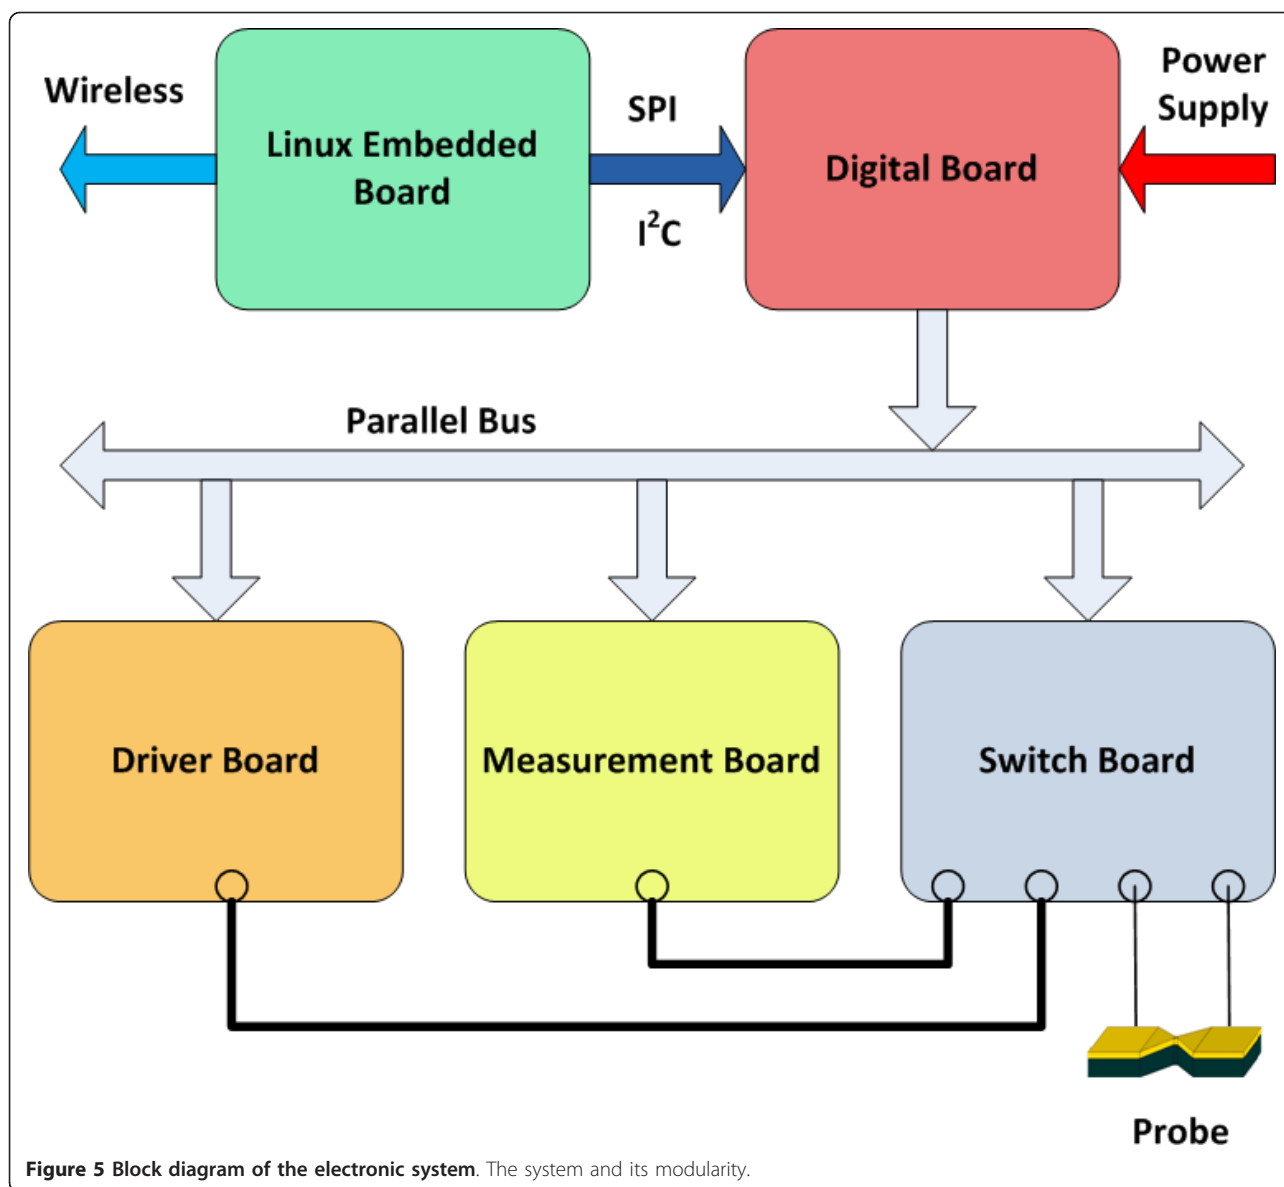 Wireless
Linux Embedded
Board
SPI
I²C
Digital Board
Power
Supply
Parallel Bus
Driver Board
Measurement Board
Switch Board
Probe
Figure 5 Block diagram of the electronic system. The system and its modularity.